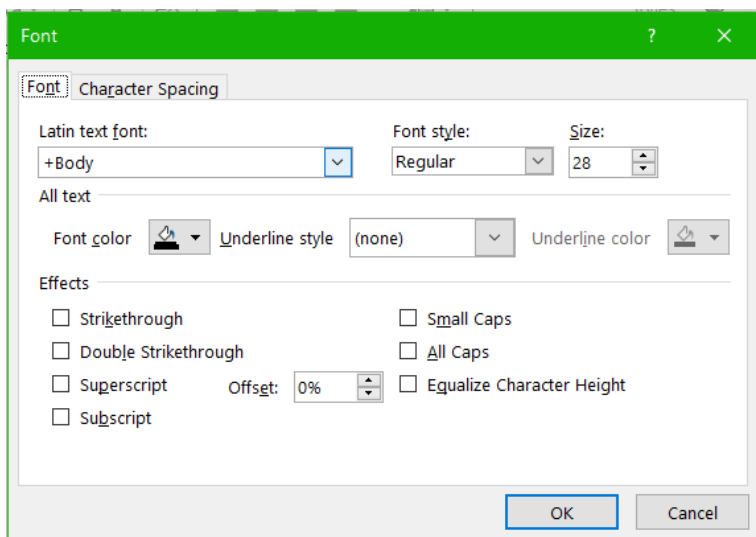 Font
Font Character Spacing
Latin text font: Font style: Size:
+Body Regular 28
All text
Font color Underline style (none) Underline color
Effects
Strikethrough Small Caps
Double Strikethrough All Caps
Superscript Offset: 0% Equalize Character Height
Subscript
OK Cancel